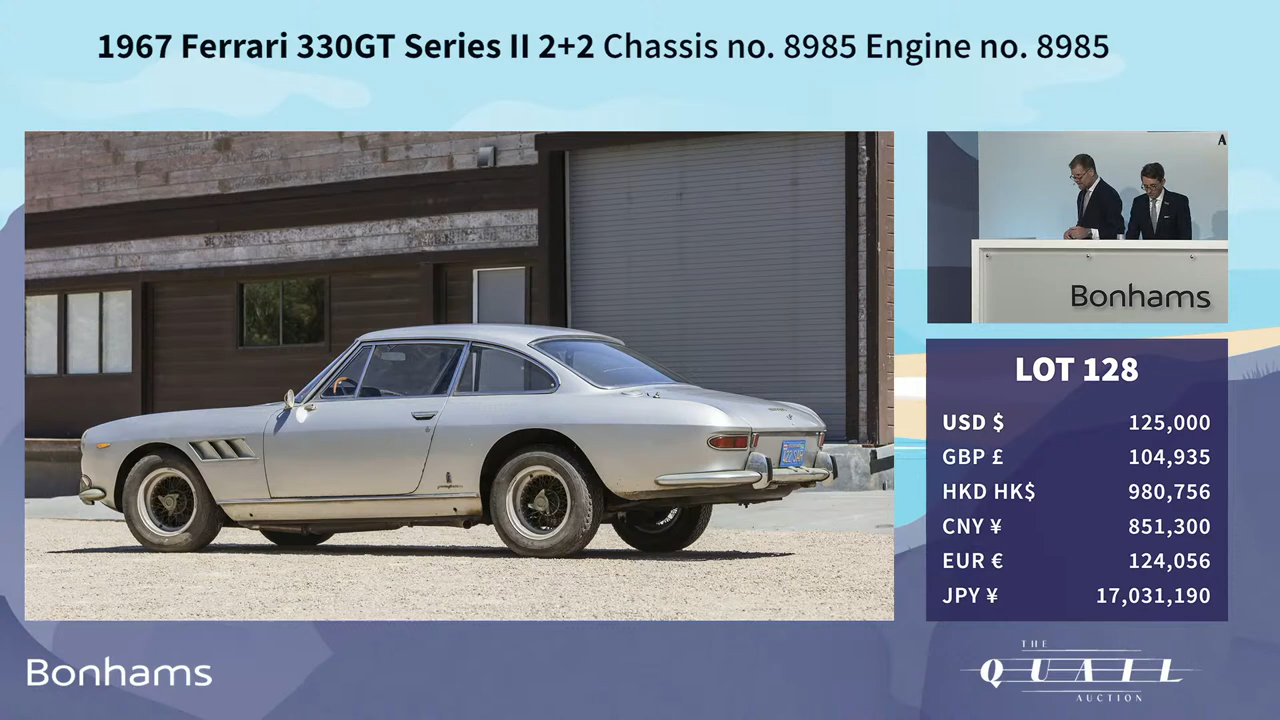 1967 Ferrari 330GT Series II 2+2 Chassis no. 8985 Engine no. 8985
A
Bonhams
LOT 128
USD $ 125,000
GBP £ 104,935
HKD HK$ 980,756
CNY ¥ 851,300
EUR € 124,056
JPY ¥ 17,031,190
Bonhams
THE
QUAIL
AUCTION